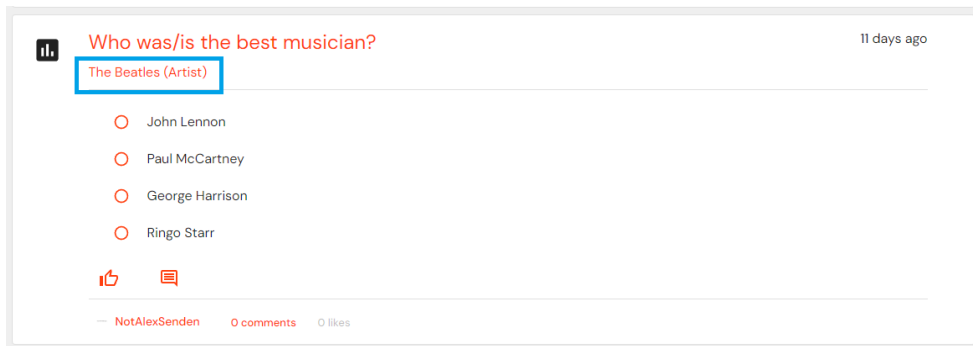 Who was/is the best musician?
11 days ago
The Beatles (Artist)
John Lennon
Paul McCartney
George Harrison
Ringo Starr
— NotAlexSenden 0 comments 0 likes